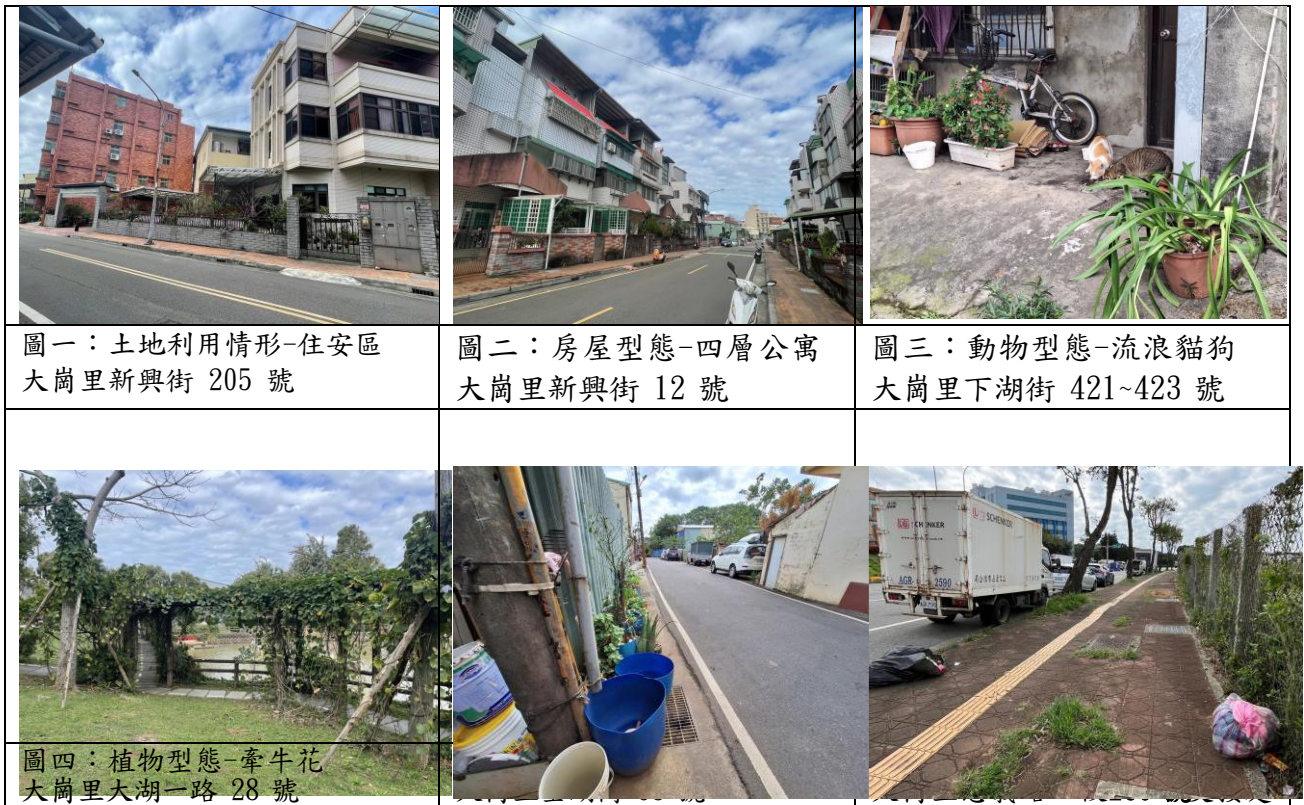 圖一：土地利用情形-住安區
大崗里新興街 205 號
圖二：房屋型態-四層公寓
大崗里新興街 12 號
圖三：動物型態-流浪貓狗
大崗里下湖街 421~423 號
SCHENKER
SCHENKER
2590
圖四：植物型態-牽牛花
大崗里大湖一路 28 號